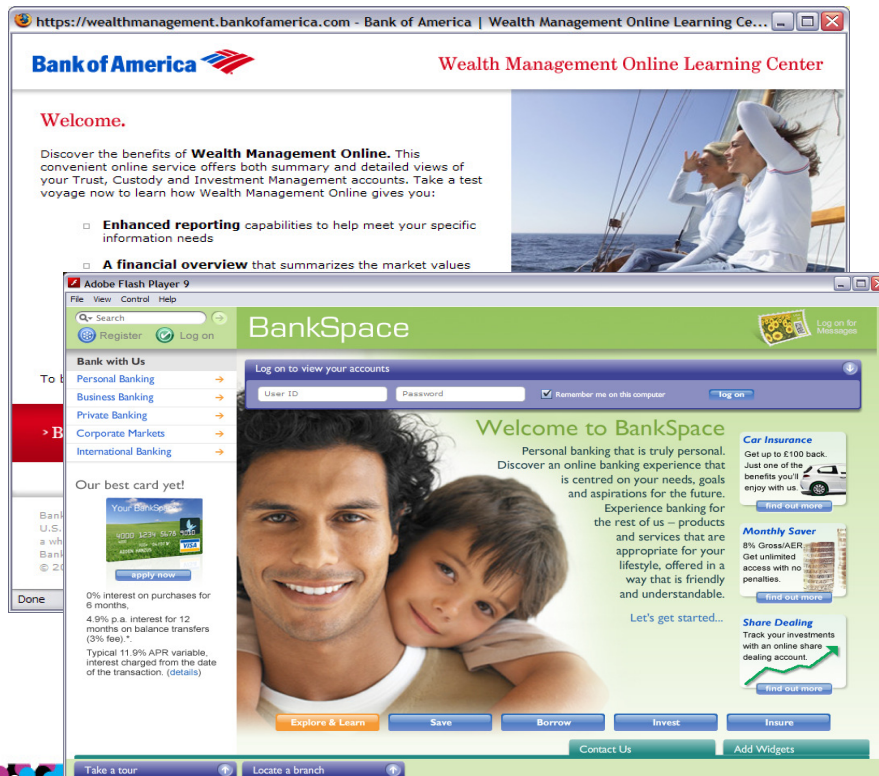 https://wealthmanagement.bankofamerica.com - Bank of America | Wealth Management Online Learning Ce...
Bank of America
Wealth Management Online Learning Center
Welcome.
Discover the benefits of Wealth Management Online. This
convenient online service offers both summary and detailed views of
your Trust, Custody and Investment Management accounts. Take a test
voyage now to learn how Wealth Management Online gives you:
Enhanced reporting capabilities to help meet your specific
information needs
A financial overview that summarizes the market values
To b
> B
Bank
U.S.
a wh
Bank
© 20
Done
Adobe Flash Player 9
File View Control Help
Search
Register
Log on
BankSpace
Log on for
Messages
Bank with Us
Personal Banking
Business Banking
Private Banking
Corporate Markets
International Banking
Our best card yet!
Your BankSpace
4000 1234 5678
VISA
apply now
0% interest on purchases for
6 months,
4.9% p.a. interest for 12
months on balance transfers
(3% fee).*.
Typical 11.9% APR variable,
interest charged from the date
of the transaction. (details)
Log on to view your accounts
User ID
Password
Remember me on this computer
log on
Welcome to BankSpace
Personal banking that is truly personal.
Discover an online banking experience that
is centred on your needs, goals
and aspirations for the future.
Experience banking for
the rest of us – products
and services that are
appropriate for your
lifestyle, offered in a
way that is friendly
and understandable.
Let's get started...
Car Insurance
Get up to £100 back.
Just one of the
benefits you'll
enjoy with us.
find out more
Monthly Saver
8% Gross/AER
Get unlimited
access with no
penalties.
find out more
Share Dealing
Track your investments
with an online share
dealing account.
find out more
Explore & Learn
Save
Borrow
Invest
Insure
Contact Us
Add Widgets
Take a tour
Locate a branch